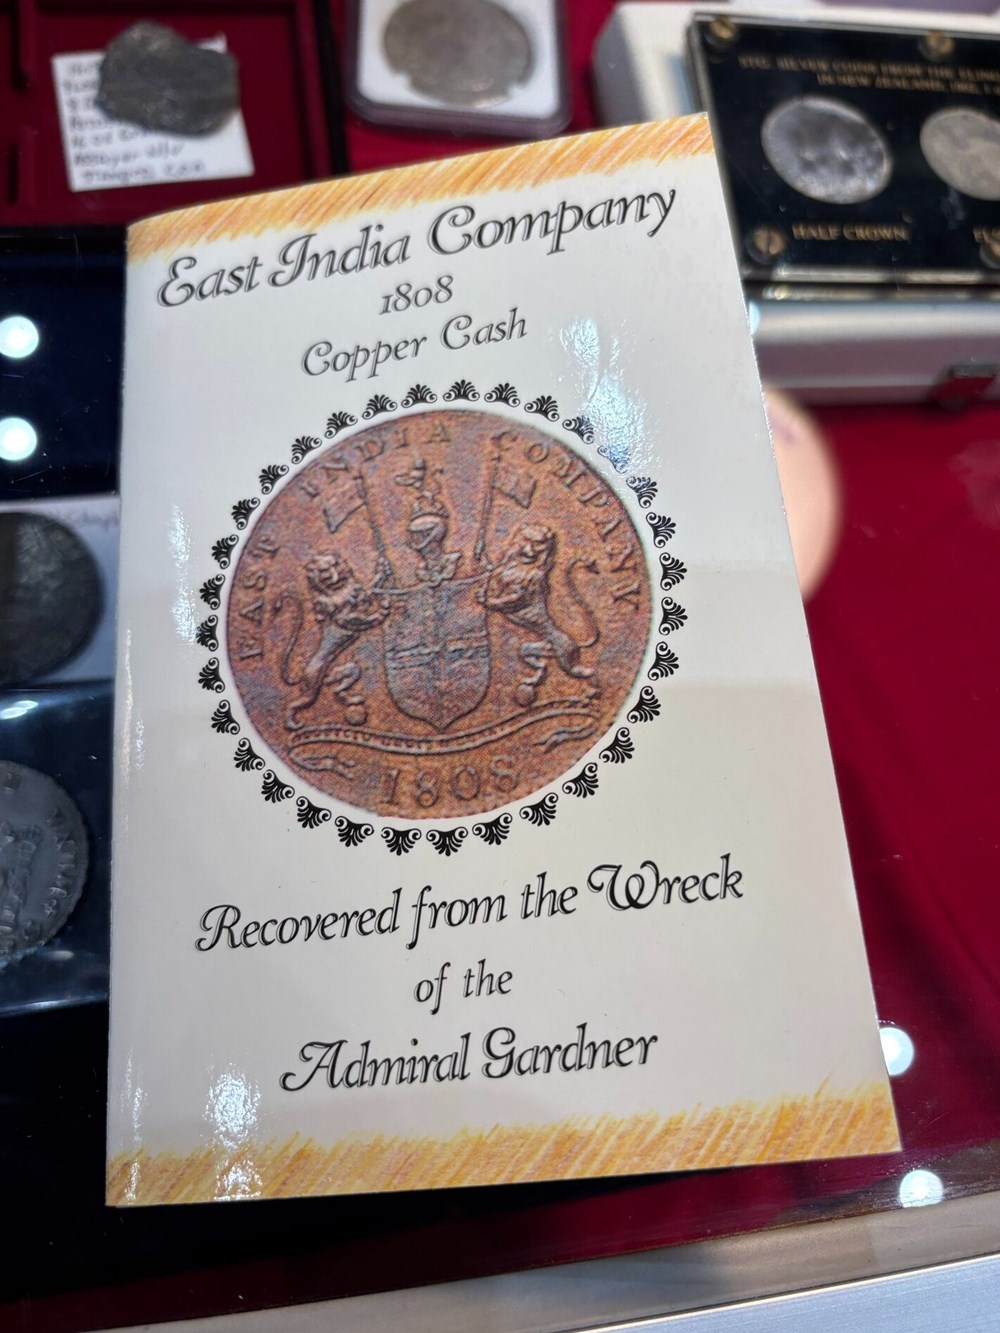 East India Company
1808
Copper Cash
EAST INDIA COMPANY
1808
Recovered from the Wreck
of the
Admiral Gardner
HALF CROWN